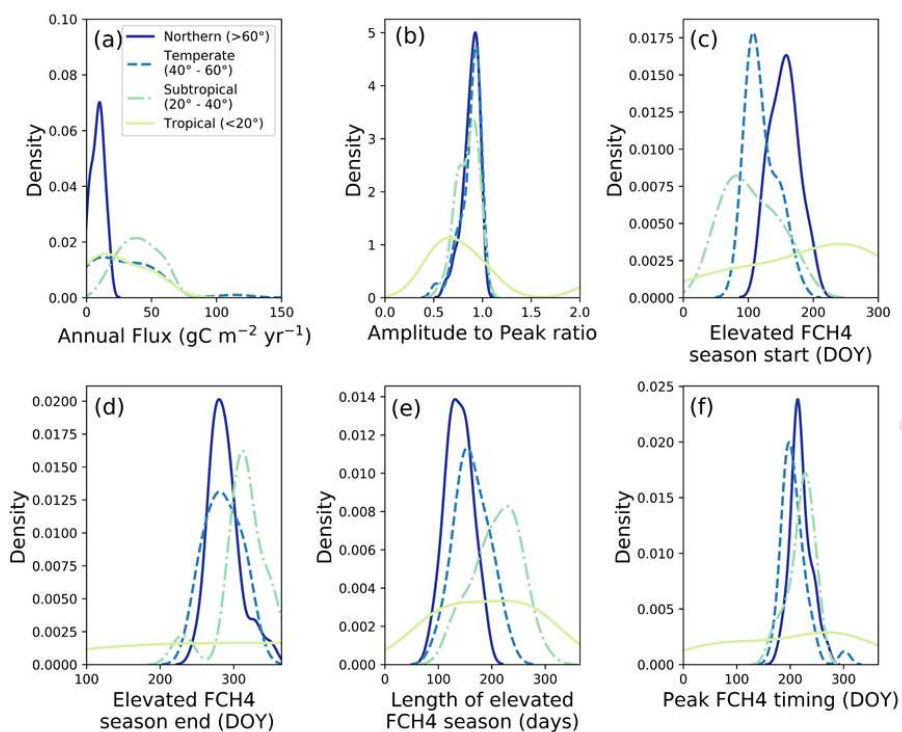 (a)
Northern (>60°)
Temperate
(40° - 60°)
Subtropical
(20° - 40°)
Tropical (<20°)
0.10
0.08
0.06
0.04
0.02
0.00
Density
0 50 100 150
Annual Flux (gC m⁻² yr⁻¹)
(b)
5
4
3
2
1
0
Density
0.0 0.5 1.0 1.5 2.0
Amplitude to Peak ratio
(c)
0.0175
0.0150
0.0125
0.0100
0.0075
0.0050
0.0025
0.0000
Density
0 100 200 300
Elevated FCH4
season start (DOY)
(d)
0.0200
0.0175
0.0150
0.0125
0.0100
0.0075
0.0050
0.0025
0.0000
Density
100 200 300
Elevated FCH4
season end (DOY)
(e)
0.014
0.012
0.010
0.008
0.006
0.004
0.002
0.000
Density
0 100 200 300
Length of elevated
FCH4 season (days)
(f)
0.025
0.020
0.015
0.010
0.005
0.000
Density
0 100 200 300
Peak FCH4 timing (DOY)